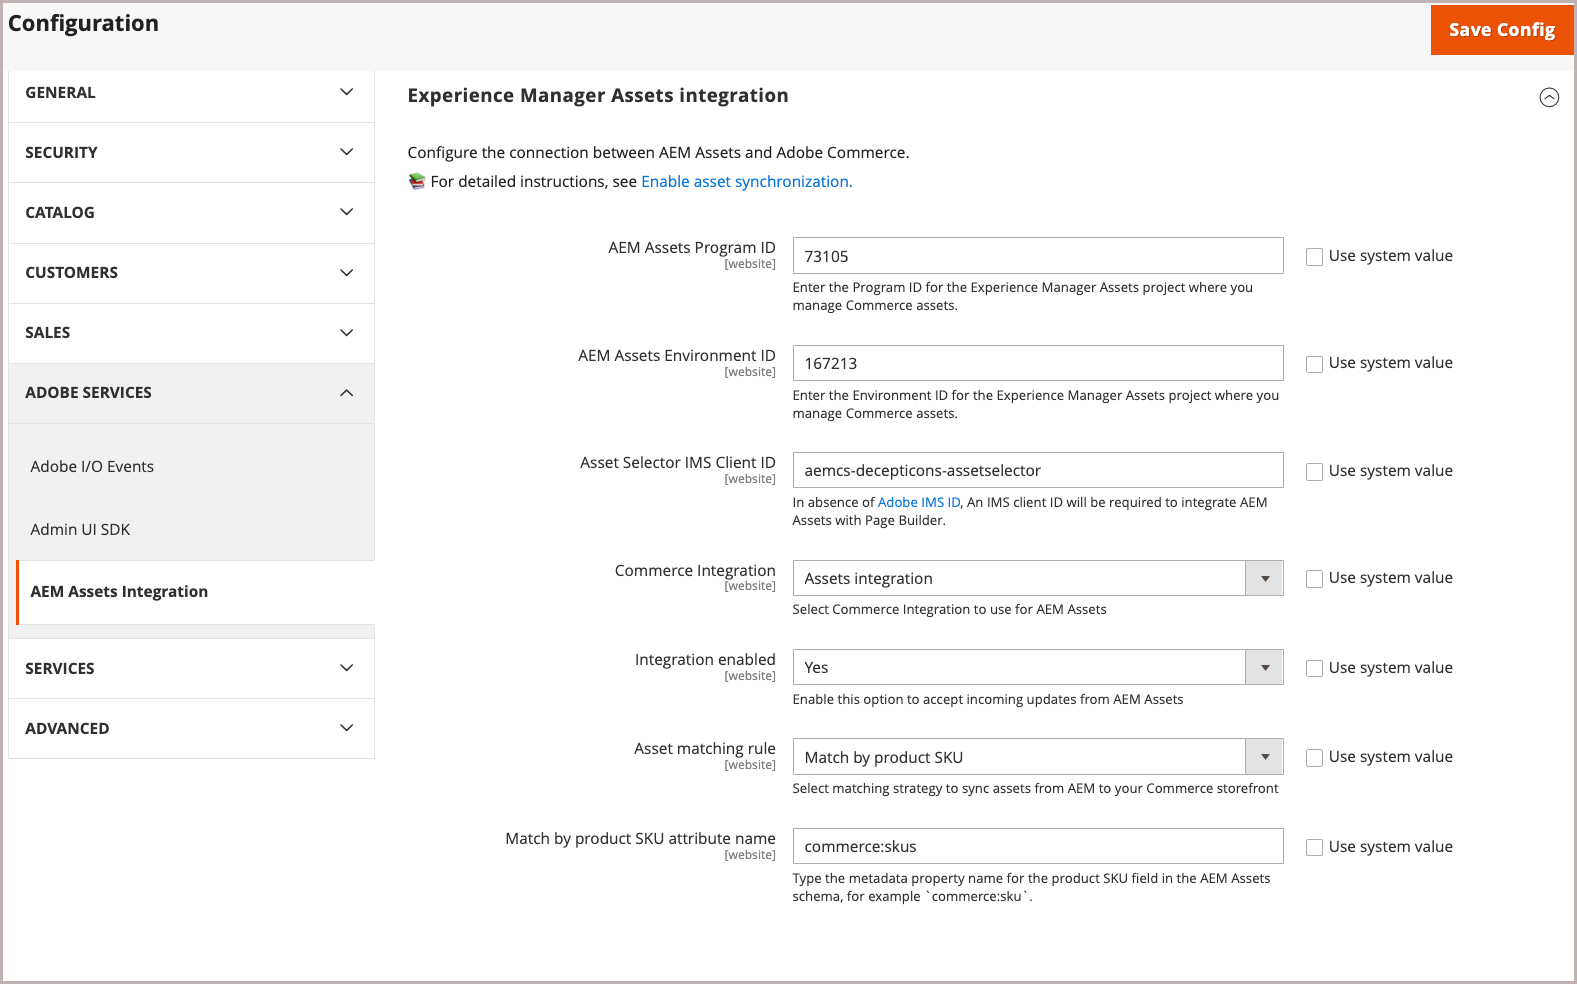 Configuration
Save Config
GENERAL
SECURITY
CATALOG
CUSTOMERS
SALES
ADOBE SERVICES
Adobe I/O Events
Admin UI SDK
AEM Assets Integration
SERVICES
ADVANCED
Experience Manager Assets integration
Configure the connection between AEM Assets and Adobe Commerce.
For detailed instructions, see Enable asset synchronization.
AEM Assets Program ID
[website]
73105
Use system value
Enter the Program ID for the Experience Manager Assets project where you
manage Commerce assets.
AEM Assets Environment ID
[website]
167213
Use system value
Enter the Environment ID for the Experience Manager Assets project where you
manage Commerce assets.
Asset Selector IMS Client ID
[website]
aemcs-decepticons-assetselector
Use system value
In absence of Adobe IMS ID, An IMS client ID will be required to integrate AEM
Assets with Page Builder.
Commerce Integration
[website]
Assets integration
Use system value
Select Commerce Integration to use for AEM Assets
Integration enabled
[website]
Yes
Use system value
Enable this option to accept incoming updates from AEM Assets
Asset matching rule
[website]
Match by product SKU
Use system value
Select matching strategy to sync assets from AEM to your Commerce storefront
Match by product SKU attribute name
[website]
commerce:skus
Use system value
Type the metadata property name for the product SKU field in the AEM Assets
schema, for example `commerce:sku`.